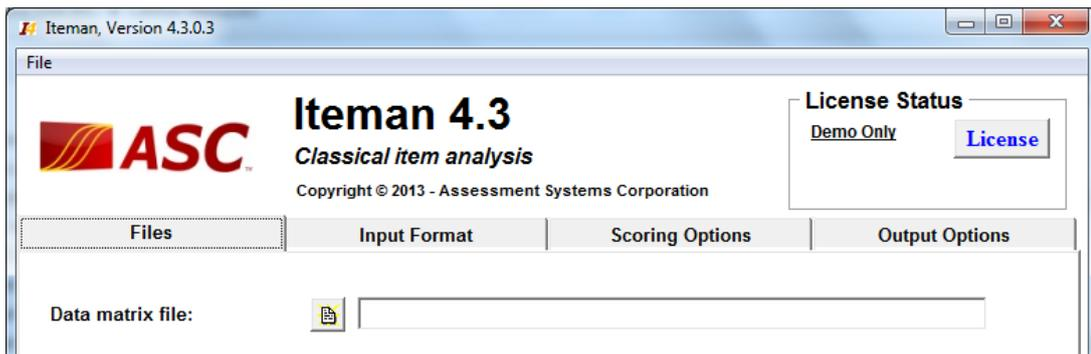 Iteman, Version 4.3.0.3
File
ASC™
Iteman 4.3
Classical item analysis
Copyright © 2013 - Assessment Systems Corporation
License Status
Demo Only
License
Files
Input Format
Scoring Options
Output Options
Data matrix file: